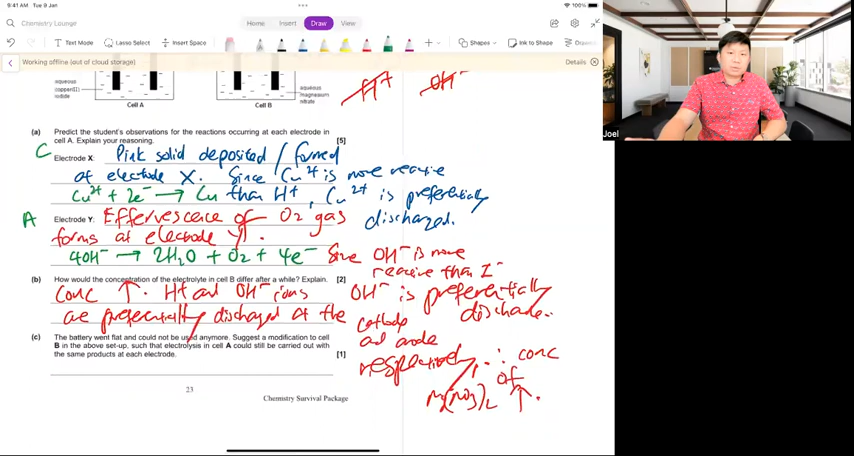 9:41 AM Tue 9 Jan
100%
Chemistry Lounge
Home Insert Draw View
Text Mode Lasso Select Insert Space Shapes Ink to Shape Drawing
Working offline (out of cloud storage) Details
aqueous
copper(II)
iodide
Cell A
Cell B
aqueous
magnesium
nitrate
H+ OH-
(a) Predict the student's observations for the reactions occurring at each electrode in
cell A. Explain your reasoning. [5]
C
Electrode X: Pink solid deposited / formed
at electrode X. Since Cu2+ is more reactive
Cu2+ + 2e- → Cu than H+, Cu2+ is preferentially
discharged.
A
Electrode Y: Effervescence of O2 gas
forms at electrode Y.
4OH- → 2H2O + O2 + 4e- Since OH- is more
reactive than I-
OH- is preferentially
discharge.
(b) How would the concentration of the electrolyte in cell B differ after a while? Explain. [2]
Conc ↑. H+ and OH- ions
are preferentially discharged at the
cathode
and anode
respectively, ∴ conc
of
Mg(NO3)2 ↑.
(c) The battery went flat and could not be used anymore. Suggest a modification to cell
B in the above set-up, such that electrolysis in cell A could still be carried out with
the same products at each electrode. [1]
23
Chemistry Survival Package
Joel